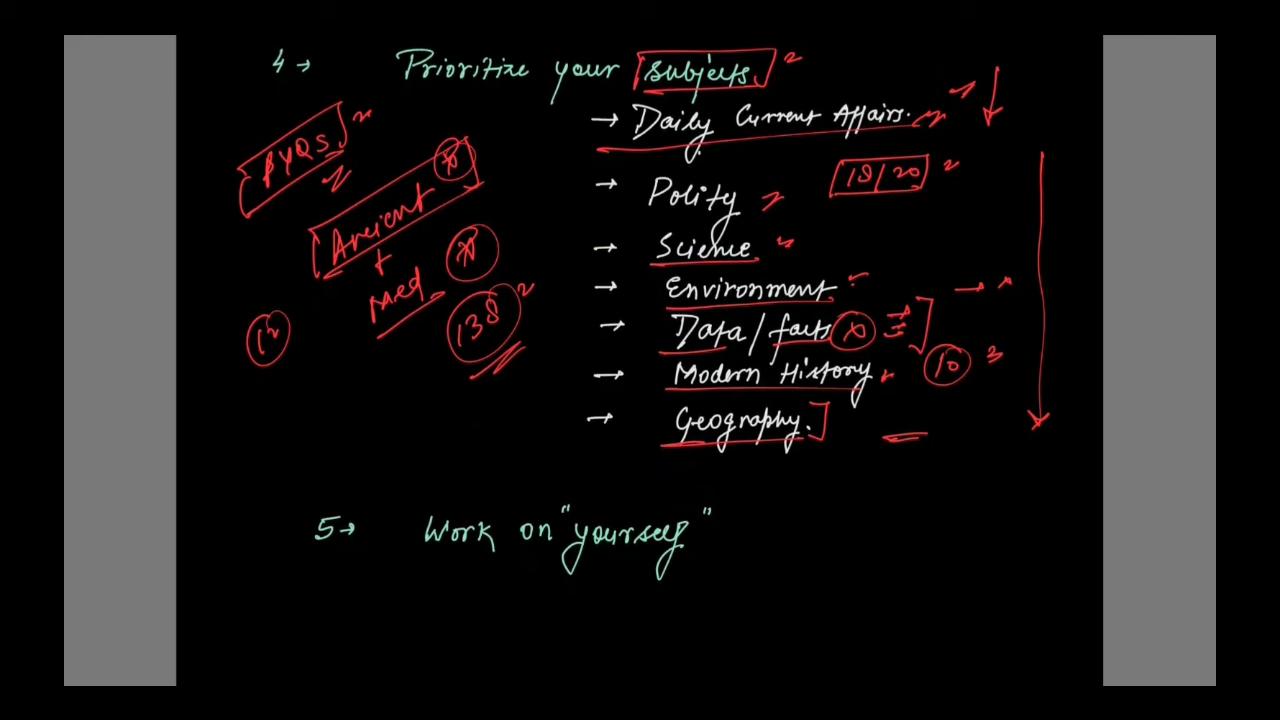 4→ Prioritize your subjects.
→ Daily Current Affairs.
PYQS
→ Polity
18/20
Ancient
+
Med.
→ Science
→ Environment
→ Data/facts
138
→ Modern History
10
→ Geography.
5→ Work on "yourself"